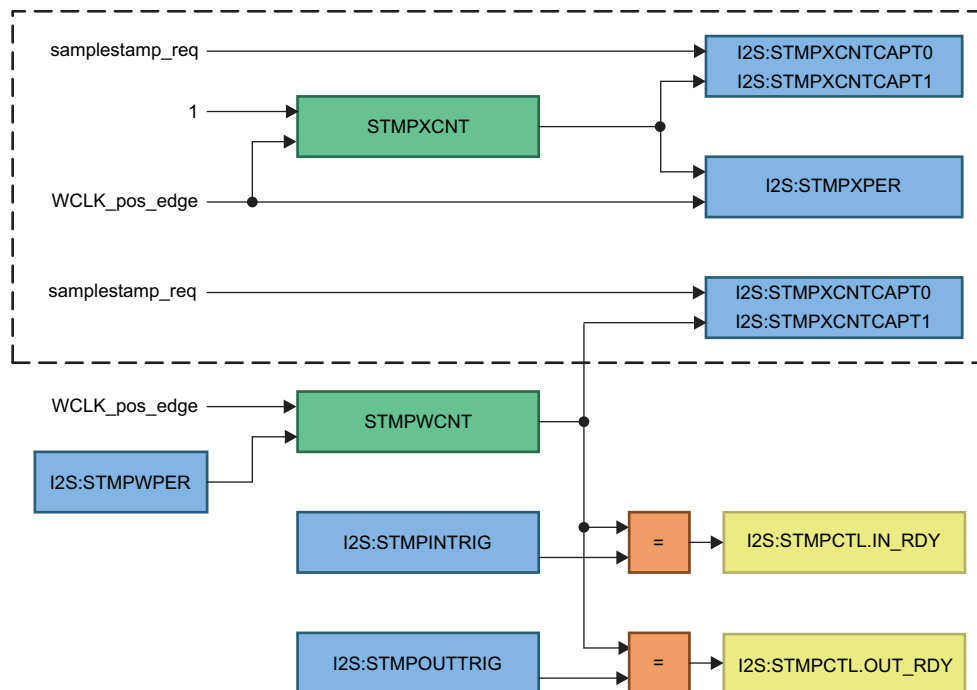 samplestamp_req
I2S:STMPXCNTCAPT0
I2S:STMPXCNTCAPT1
1
STMPXCNT
WCLK_pos_edge
I2S:STMPXPER
samplestamp_req
I2S:STMPXCNTCAPT0
I2S:STMPXCNTCAPT1
WCLK_pos_edge
STMPWCNT
I2S:STMPWPER
I2S:STMPINTRIG
=
I2S:STMPCTL.IN_RDY
I2S:STMPOUTTRIG
=
I2S:STMPCTL.OUT_RDY